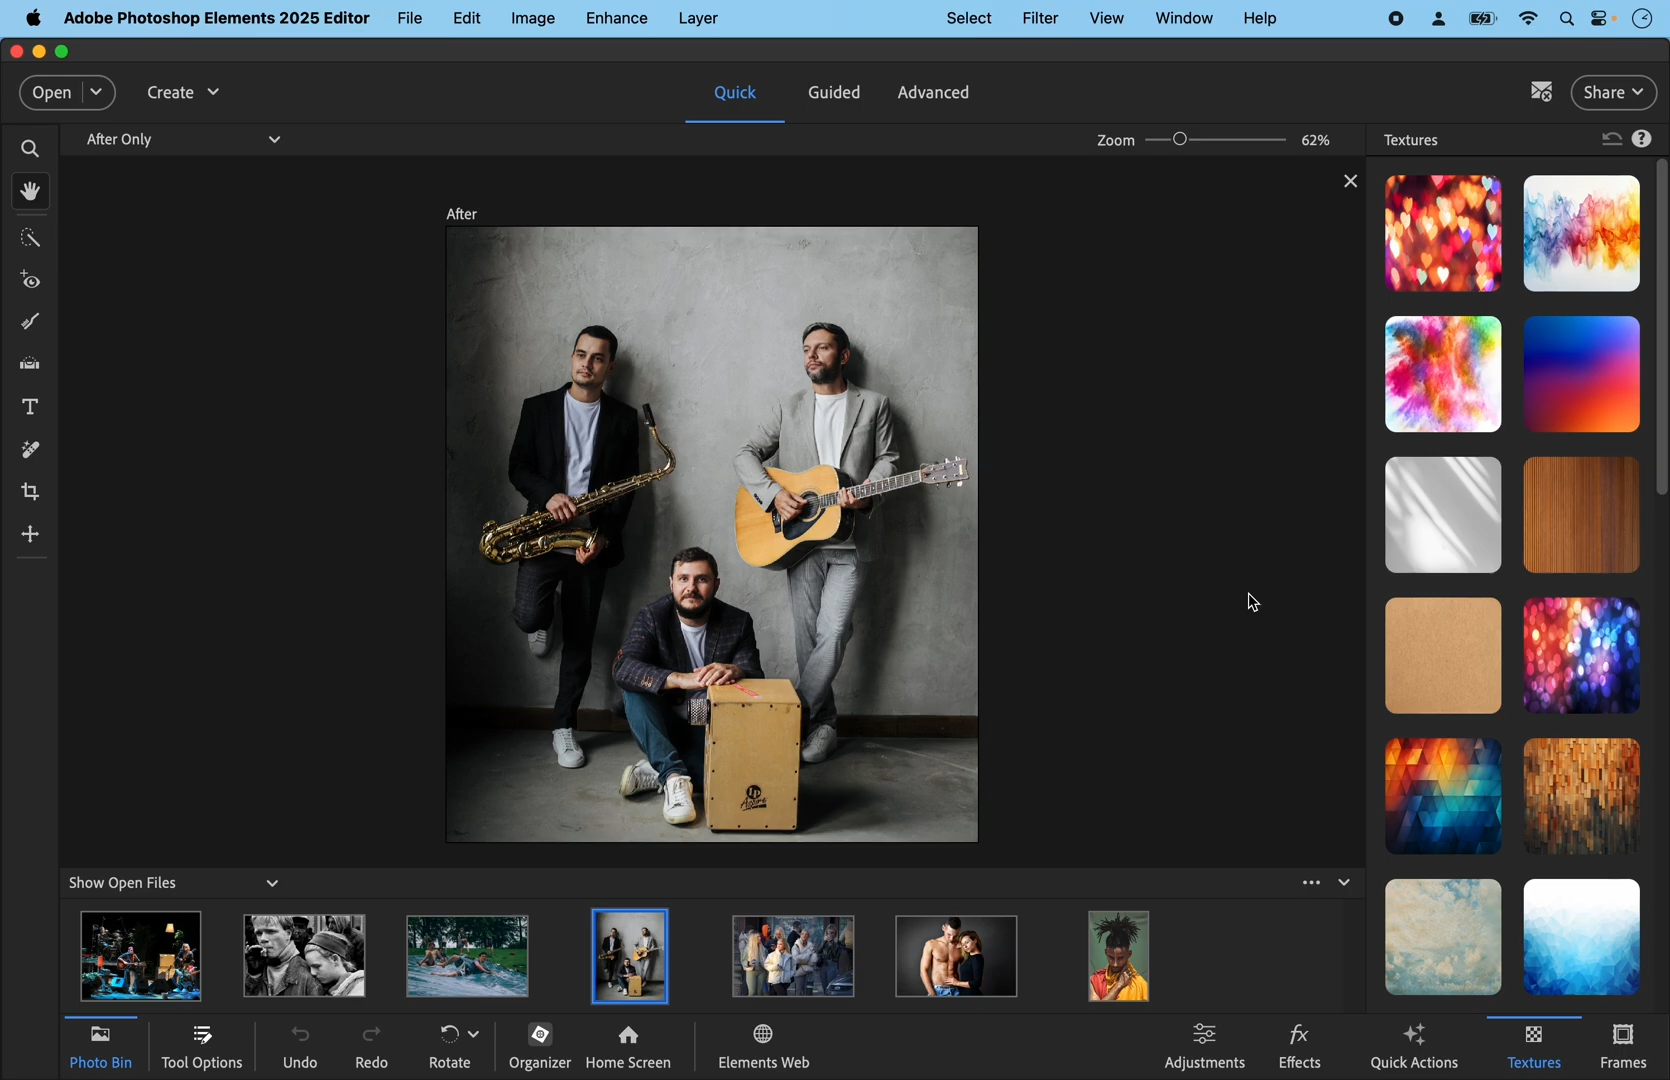 Adobe Photoshop Elements 2025 Editor File Edit Image Enhance Layer Select Filter View Window Help
Open Create Quick Guided Advanced Share
After Only Zoom 62% Textures
After
Show Open Files
Photo Bin Tool Options Undo Redo Rotate Organizer Home Screen Elements Web Adjustments Effects Quick Actions Textures Frames